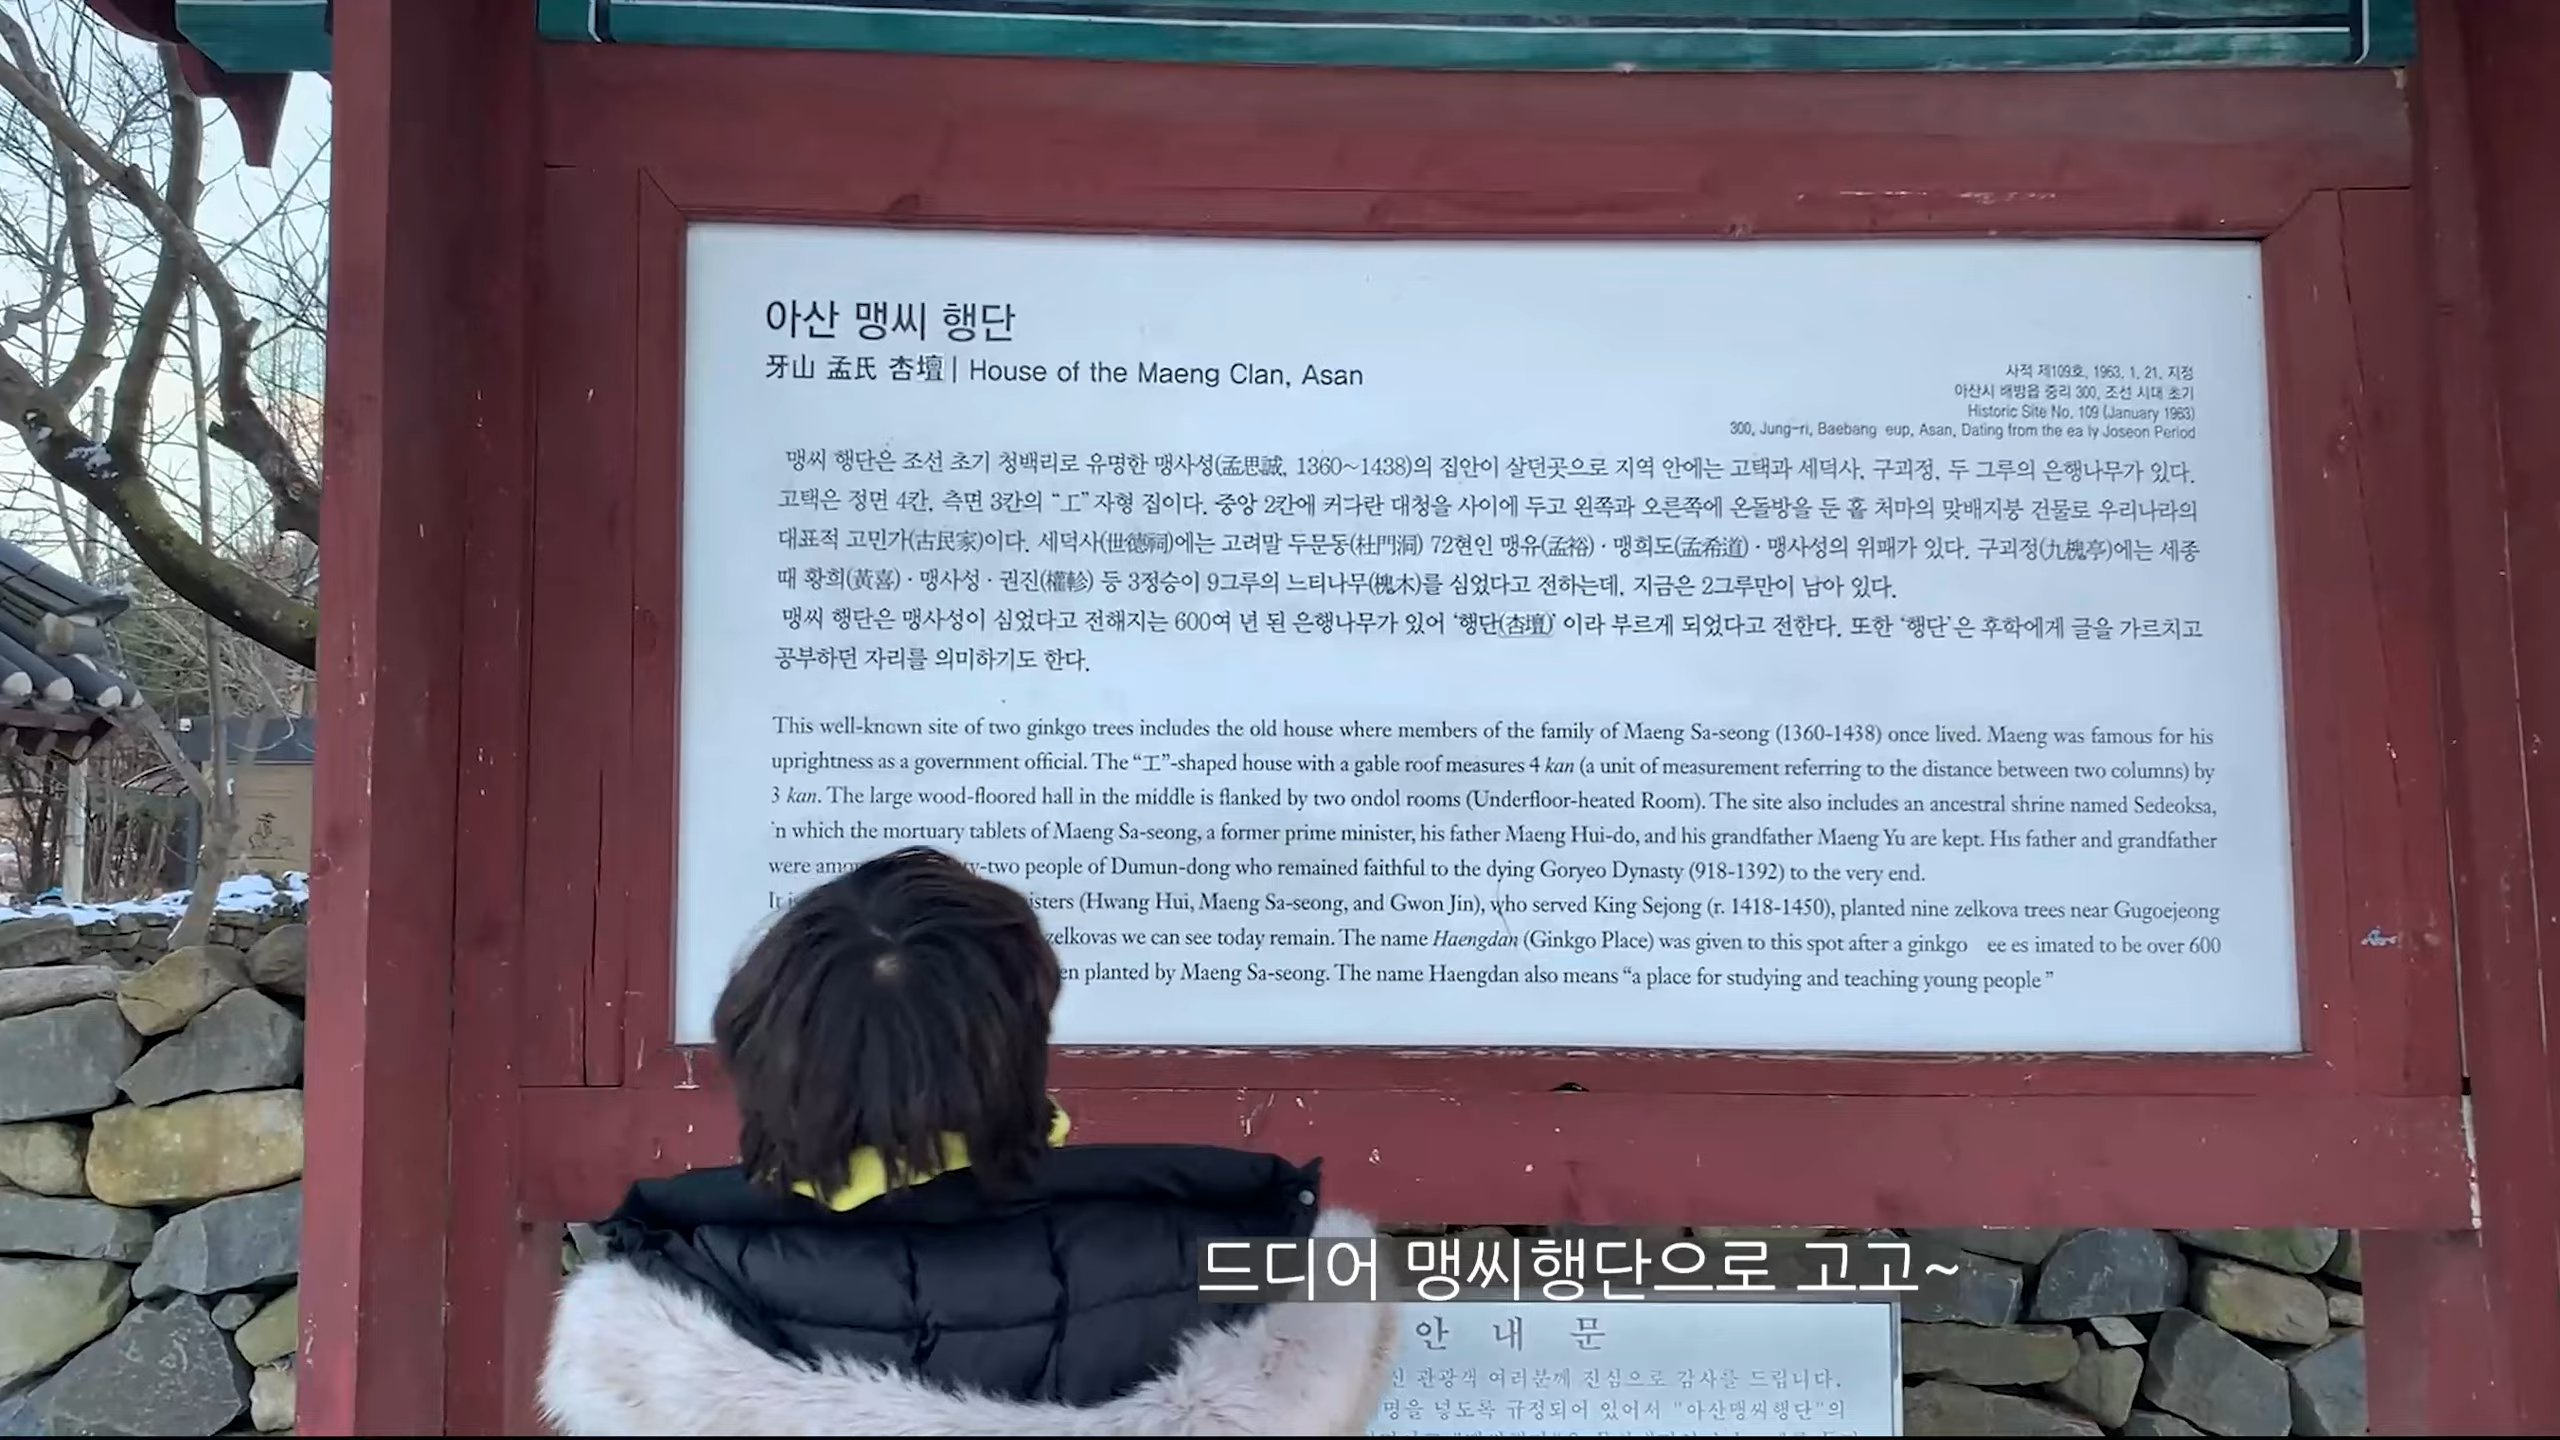 아산 맹씨 행단
牙山 孟氏 杏壇 | House of the Maeng Clan, Asan
사적 제109호, 1963. 1. 21. 지정
아산시 배방읍 중리 300, 조선 시대 초기
Historic Site No. 109 (January 1963)
300, Jung-ri, Baebang eup, Asan, Dating from the ea ly Joseon Period
맹씨 행단은 조선 초기 청백리로 유명한 맹사성(孟思誠, 1360~1438)의 집안이 살던곳으로 지역 안에는 고택과 세덕사, 구괴정, 두 그루의 은행나무가 있다.
고택은 정면 4칸, 측면 3칸의 “工” 자형 집이다. 중앙 2칸에 커다란 대청을 사이에 두고 왼쪽과 오른쪽에 온돌방을 둔 홑 처마의 맞배지붕 건물로 우리나라의
대표적 고민가(古民家)이다. 세덕사(世德祠)에는 고려말 두문동(杜門洞) 72현인 맹유(孟裕) · 맹희도(孟希道) · 맹사성의 위패가 있다. 구괴정(九槐亭)에는 세종
때 황희(黃喜) · 맹사성 · 권진(權軫) 등 3정승이 9그루의 느티나무(槐木)를 심었다고 전하는데, 지금은 2그루만이 남아 있다.
맹씨 행단은 맹사성이 심었다고 전해지는 600여 년 된 은행나무가 있어 ‘행단(杏壇)’ 이라 부르게 되었다고 전한다. 또한 ‘행단’은 후학에게 글을 가르치고
공부하던 자리를 의미하기도 한다.
This well-known site of two ginkgo trees includes the old house where members of the family of Maeng Sa-seong (1360-1438) once lived. Maeng was famous for his
uprightness as a government official. The “工”-shaped house with a gable roof measures 4 kan (a unit of measurement referring to the distance between two columns) by
3 kan. The large wood-floored hall in the middle is flanked by two ondol rooms (Underfloor-heated Room). The site also includes an ancestral shrine named Sedeoksa,
in which the mortuary tablets of Maeng Sa-seong, a former prime minister, his father Maeng Hui-do, and his grandfather Maeng Yu are kept. His father and grandfather
were -two people of Dumun-dong who remained faithful to the dying Goryeo Dynasty (918-1392) to the very end.
It isters (Hwang Hui, Maeng Sa-seong, and Gwon Jin), who served King Sejong (r. 1418-1450), planted nine zelkova trees near Gugoejeong
zelkovas we can see today remain. The name Haengdan (Ginkgo Place) was given to this spot after a ginkgo ee es imated to be over 600
en planted by Maeng Sa-seong. The name Haengdan also means “a place for studying and teaching young people”
드디어 맹씨행단으로 고고~
안 내 문
신 관광객 여러분께 진심으로 감사를 드립니다.
명을 넣도록 규정되어 있어서 "아산맹씨행단"의